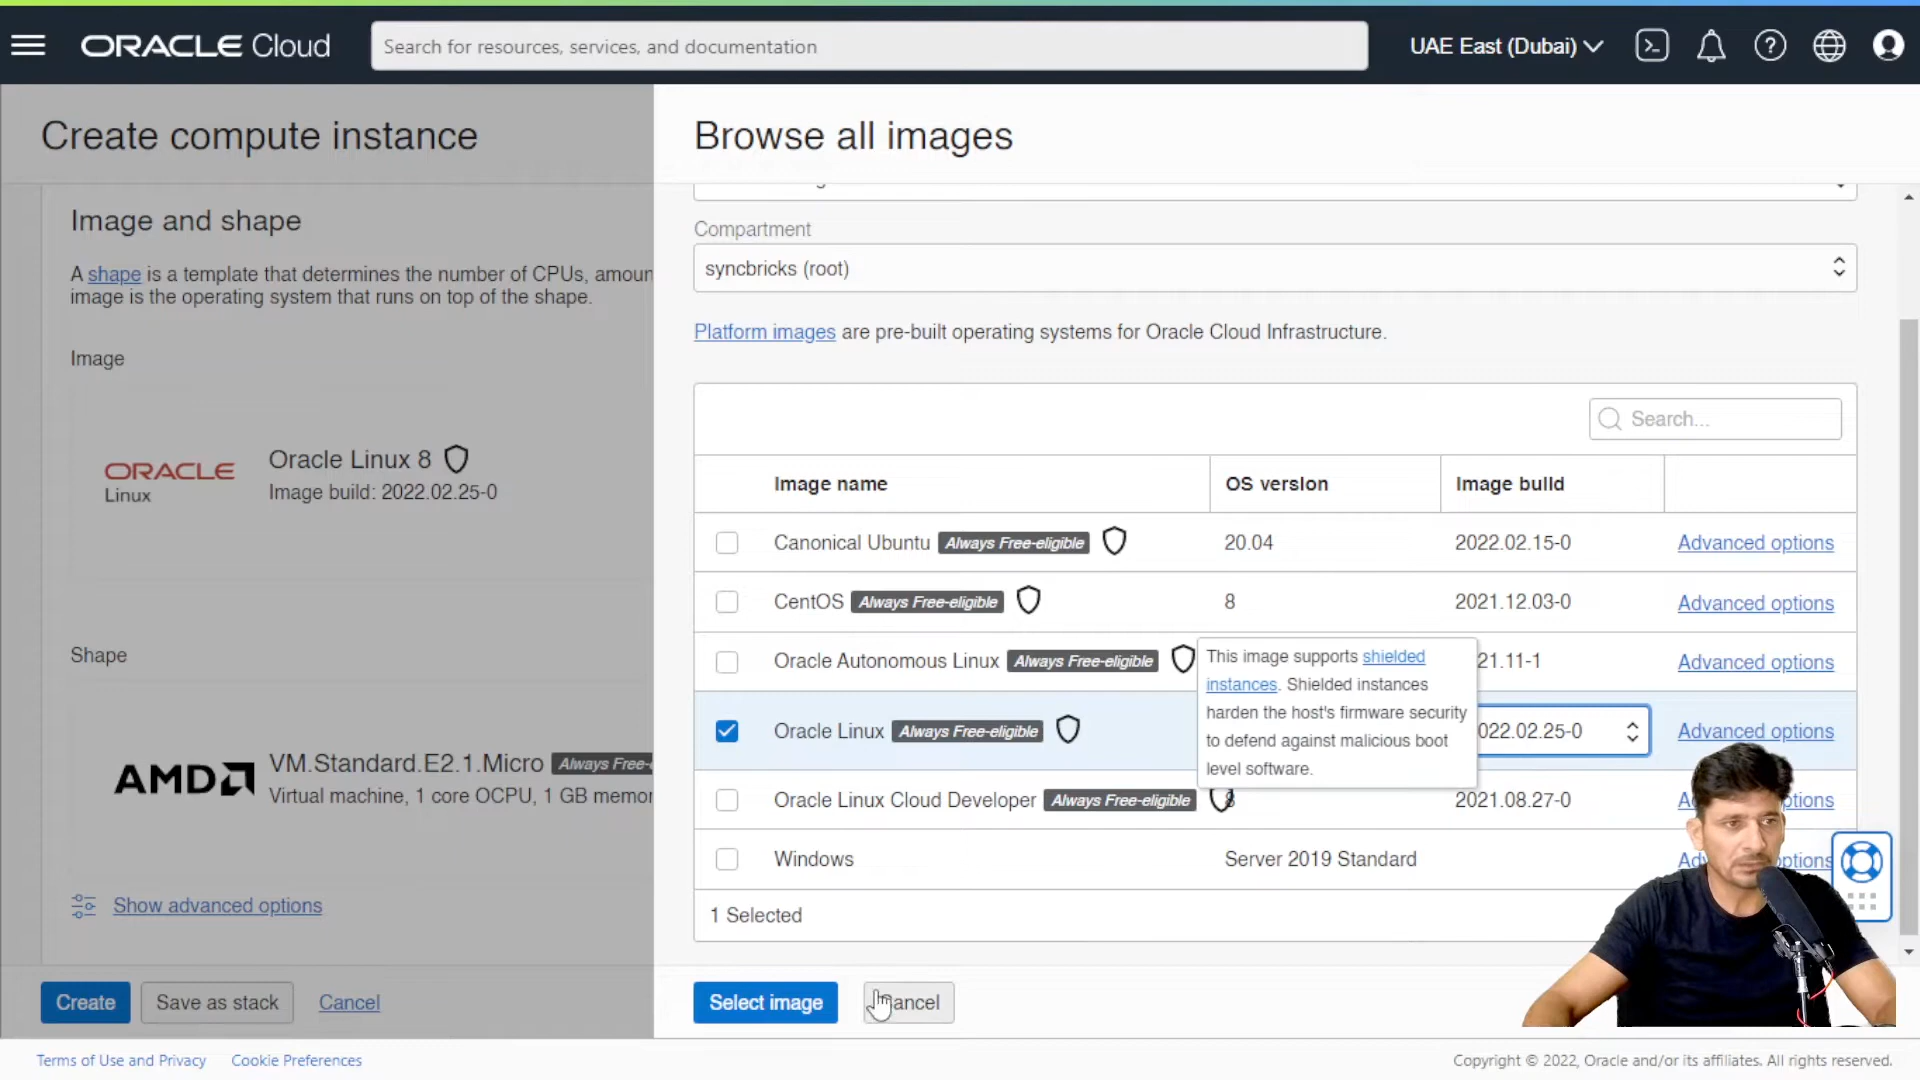 ORACLE Cloud
Search for resources, services, and documentation
UAE East (Dubai)
Create compute instance
Image and shape
A shape is a template that determines the number of CPUs, amoun
image is the operating system that runs on top of the shape.
Image
ORACLE
Linux
Oracle Linux 8
Image build: 2022.02.25-0
Shape
AMD
VM.Standard.E2.1.Micro Always Free-
Virtual machine, 1 core OCPU, 1 GB memor
Show advanced options
Create Save as stack Cancel
Browse all images
Compartment
syncbricks (root)
Platform images are pre-built operating systems for Oracle Cloud Infrastructure.
Search...
Image name OS version Image build
Canonical Ubuntu Always Free-eligible 20.04 2022.02.15-0 Advanced options
CentOS Always Free-eligible 8 2021.12.03-0 Advanced options
Oracle Autonomous Linux Always Free-eligible 21.11-1 Advanced options
This image supports shielded
instances. Shielded instances
harden the host's firmware security
to defend against malicious boot
level software.
Oracle Linux Always Free-eligible 022.02.25-0 Advanced options
Oracle Linux Cloud Developer Always Free-eligible 8 2021.08.27-0 A ptions
Windows Server 2019 Standard Ad options
1 Selected
Select image ancel
Terms of Use and Privacy Cookie Preferences
Copyright © 2022, Oracle and/or its affiliates. All rights reserved.